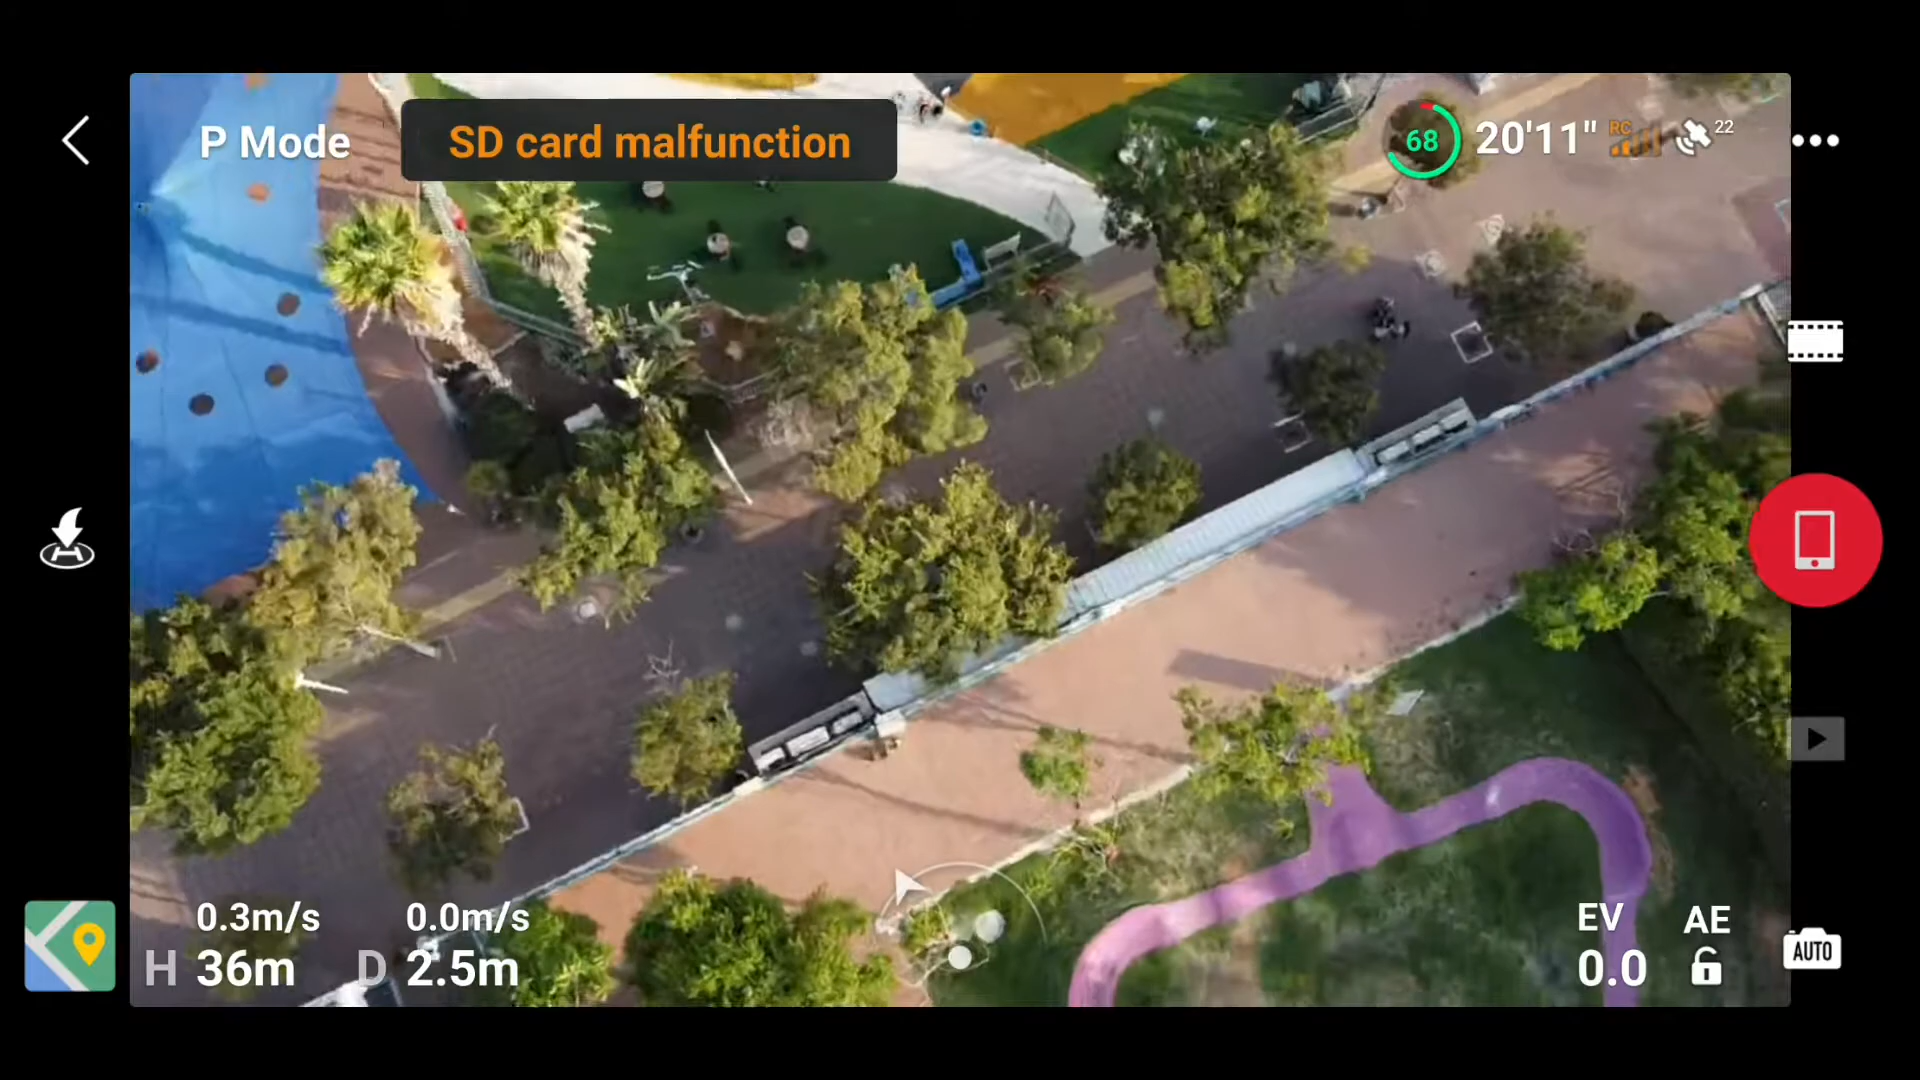 P Mode
SD card malfunction
68
20'11"
RC
22
0.3m/s
0.0m/s
H 36m
D 2.5m
EV
0.0
AE
AUTO